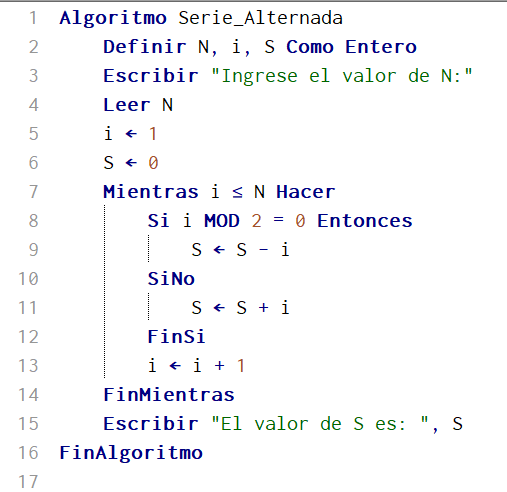 1 Algoritmo Serie_Alternada
2 Definir N, i, S Como Entero
3 Escribir "Ingrese el valor de N:"
4 Leer N
5 i ← 1
6 S ← 0
7 Mientras i ≤ N Hacer
8 Si i MOD 2 = 0 Entonces
9 S ← S - i
10 SiNo
11 S ← S + i
12 FinSi
13 i ← i + 1
14 FinMientras
15 Escribir "El valor de S es: ", S
16 FinAlgoritmo
17